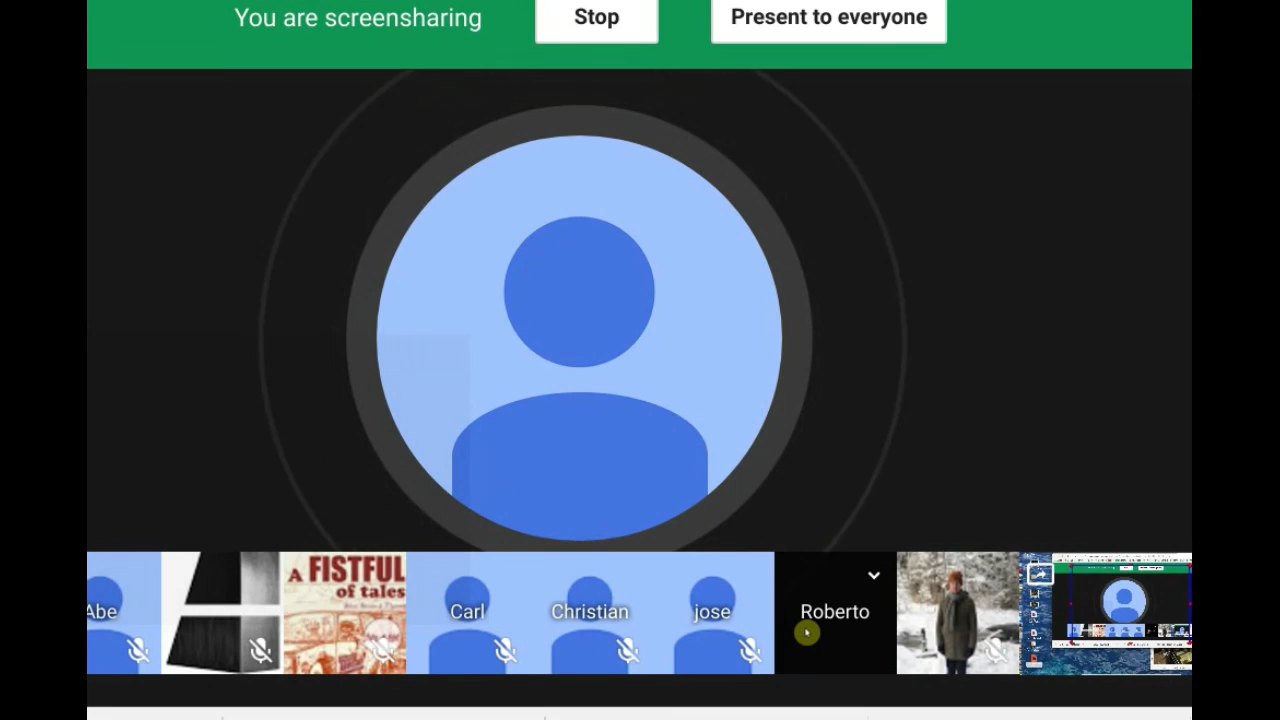 You are screensharing
Stop
Present to everyone
Abe
A FISTFUL
of tales
Carl
Christian
jose
Roberto